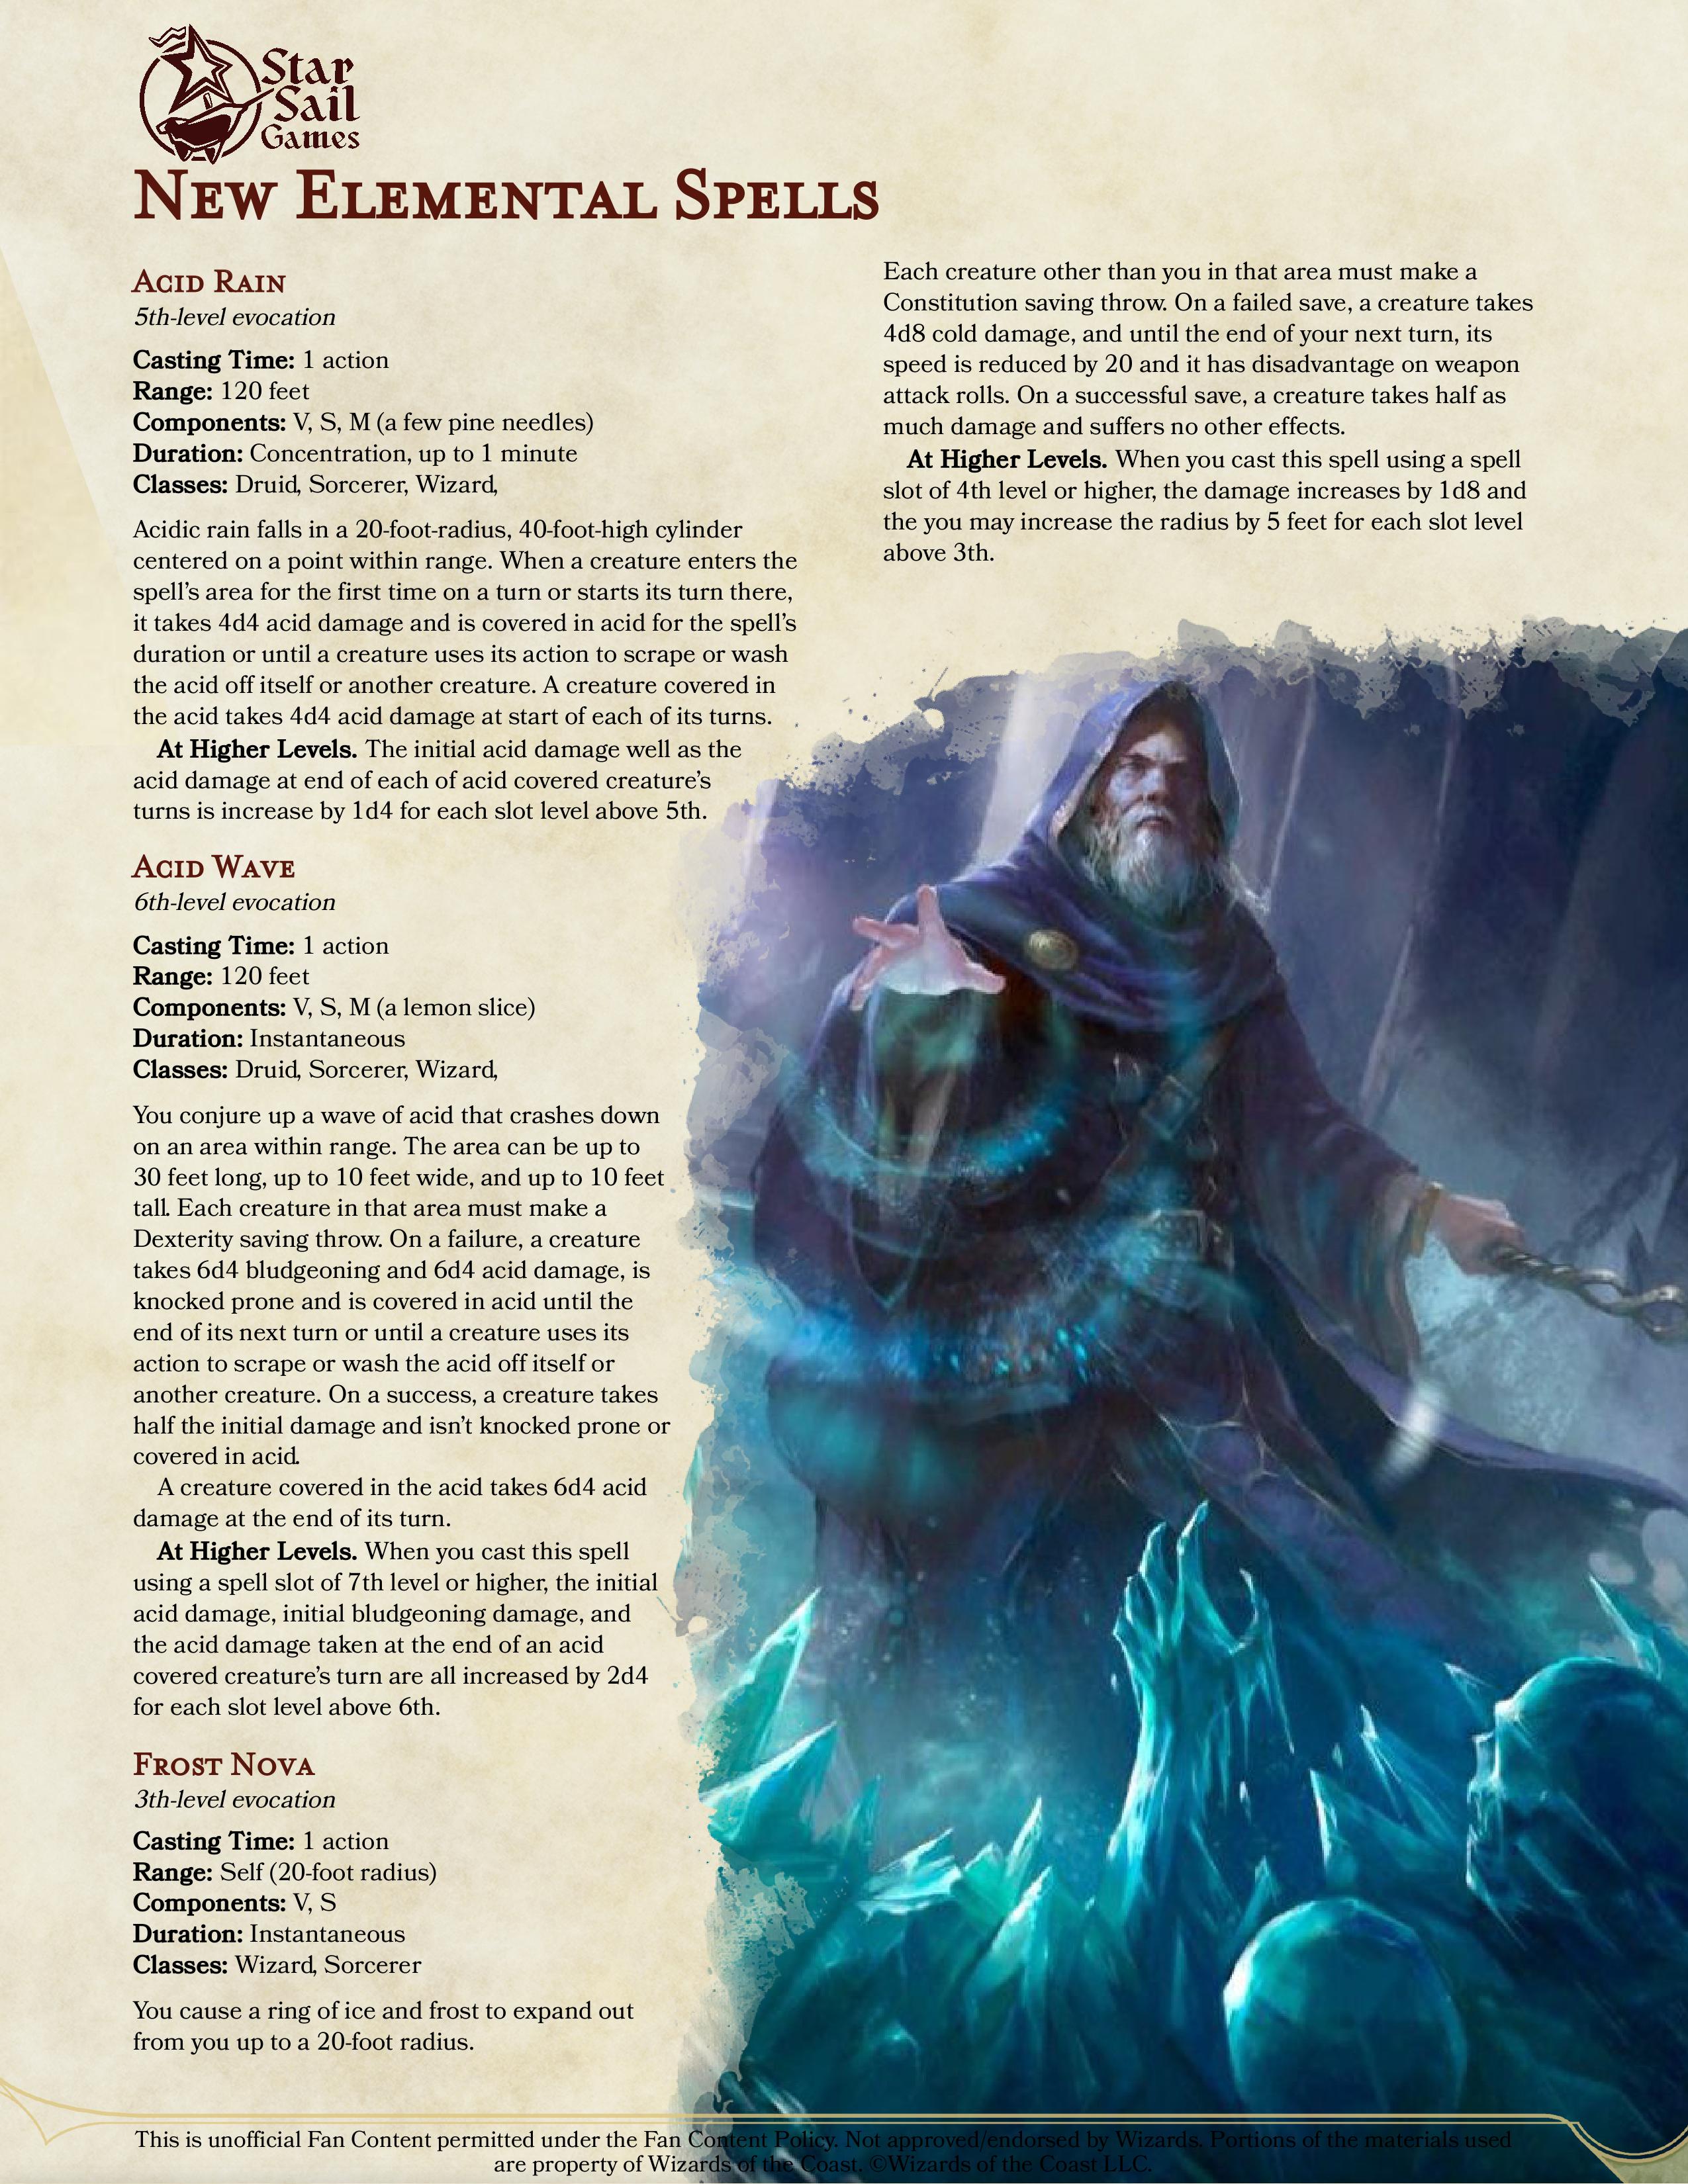 Star
Sail
Games
New Elemental Spells
Acid Rain
5th-level evocation
Casting Time: 1 action
Range: 120 feet
Components: V, S, M (a few pine needles)
Duration: Concentration, up to 1 minute
Classes: Druid, Sorcerer, Wizard,
Acidic rain falls in a 20-foot-radius, 40-foot-high cylinder
centered on a point within range. When a creature enters the
spell's area for the first time on a turn or starts its turn there,
it takes 4d4 acid damage and is covered in acid for the spell's
duration or until a creature uses its action to scrape or wash
the acid off itself or another creature. A creature covered in
the acid takes 4d4 acid damage at start of each of its turns.
At Higher Levels. The initial acid damage well as the
acid damage at end of each of acid covered creature's
turns is increase by 1d4 for each slot level above 5th.
Acid Wave
6th-level evocation
Casting Time: 1 action
Range: 120 feet
Components: V, S, M (a lemon slice)
Duration: Instantaneous
Classes: Druid, Sorcerer, Wizard,
You conjure up a wave of acid that crashes down
on an area within range. The area can be up to
30 feet long, up to 10 feet wide, and up to 10 feet
tall. Each creature in that area must make a
Dexterity saving throw. On a failure, a creature
takes 6d4 bludgeoning and 6d4 acid damage, is
knocked prone and is covered in acid until the
end of its next turn or until a creature uses its
action to scrape or wash the acid off itself or
another creature. On a success, a creature takes
half the initial damage and isn't knocked prone or
covered in acid.
A creature covered in the acid takes 6d4 acid
damage at the end of its turn.
At Higher Levels. When you cast this spell
using a spell slot of 7th level or higher, the initial
acid damage, initial bludgeoning damage, and
the acid damage taken at the end of an acid
covered creature's turn are all increased by 2d4
for each slot level above 6th.
Frost Nova
3th-level evocation
Casting Time: 1 action
Range: Self (20-foot radius)
Components: V, S
Duration: Instantaneous
Classes: Wizard, Sorcerer
You cause a ring of ice and frost to expand out
from you up to a 20-foot radius.
Each creature other than you in that area must make a
Constitution saving throw. On a failed save, a creature takes
4d8 cold damage, and until the end of your next turn, its
speed is reduced by 20 and it has disadvantage on weapon
attack rolls. On a successful save, a creature takes half as
much damage and suffers no other effects.
At Higher Levels. When you cast this spell using a spell
slot of 4th level or higher, the damage increases by 1d8 and
the you may increase the radius by 5 feet for each slot level
above 3th.
This is unofficial Fan Content permitted under the Fan Content Policy. Not approved/endorsed by Wizards. Portions of the materials used
are property of Wizards of the Coast. ©Wizards of the Coast LLC.